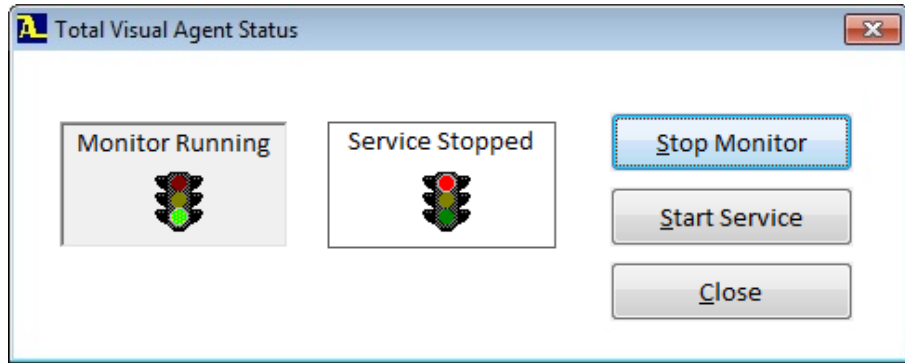 Total Visual Agent Status
Monitor Running
Service Stopped
Stop Monitor
Start Service
Close